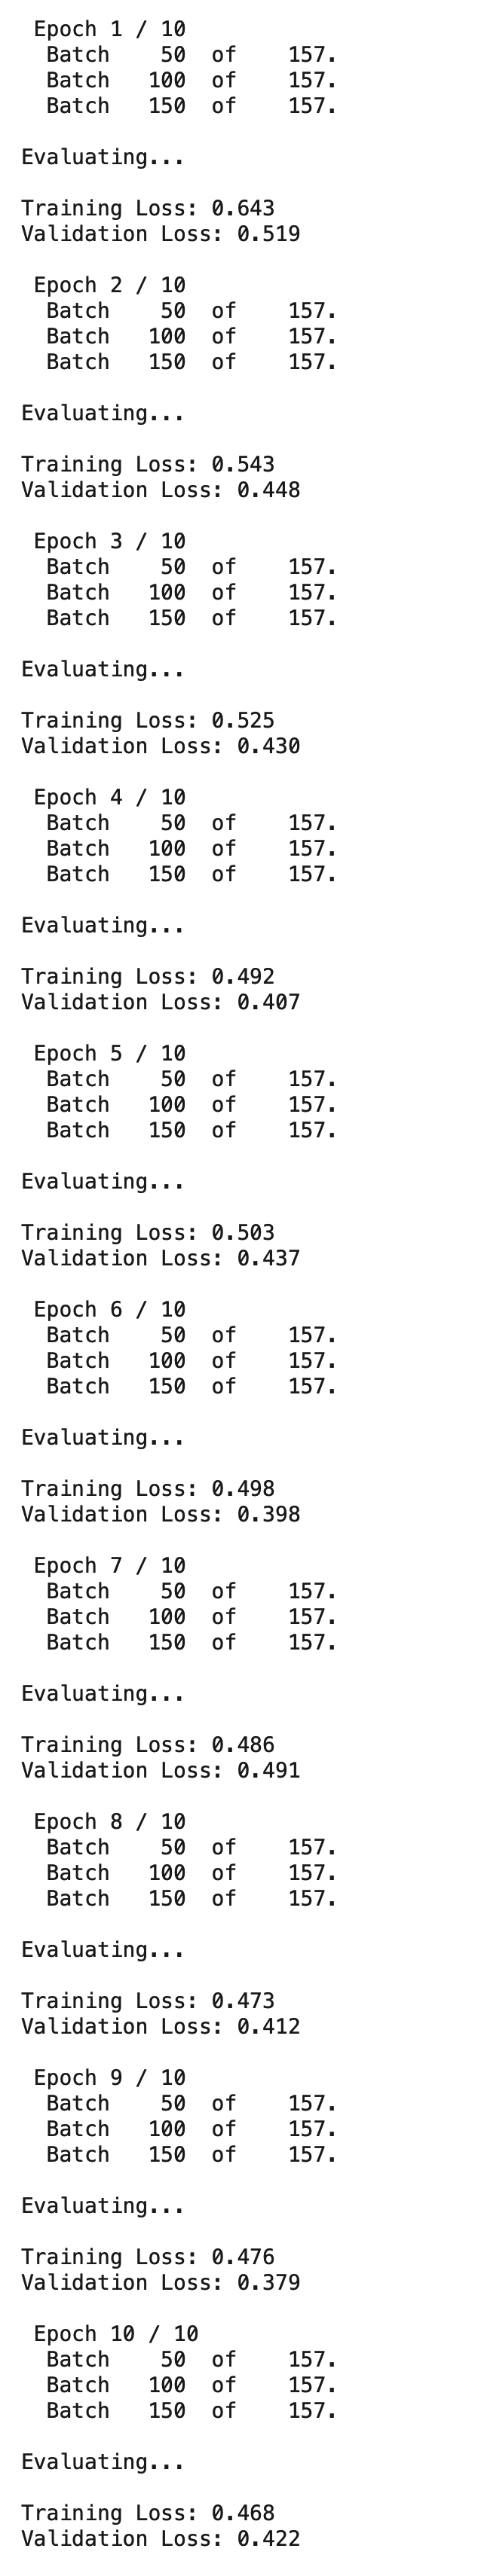 Epoch 1 / 10
Batch 50 of 157.
Batch 100 of 157.
Batch 150 of 157.
Evaluating...
Training Loss: 0.643
Validation Loss: 0.519
Epoch 2 / 10
Batch 50 of 157.
Batch 100 of 157.
Batch 150 of 157.
Evaluating...
Training Loss: 0.543
Validation Loss: 0.448
Epoch 3 / 10
Batch 50 of 157.
Batch 100 of 157.
Batch 150 of 157.
Evaluating...
Training Loss: 0.525
Validation Loss: 0.430
Epoch 4 / 10
Batch 50 of 157.
Batch 100 of 157.
Batch 150 of 157.
Evaluating...
Training Loss: 0.492
Validation Loss: 0.407
Epoch 5 / 10
Batch 50 of 157.
Batch 100 of 157.
Batch 150 of 157.
Evaluating...
Training Loss: 0.503
Validation Loss: 0.437
Epoch 6 / 10
Batch 50 of 157.
Batch 100 of 157.
Batch 150 of 157.
Evaluating...
Training Loss: 0.498
Validation Loss: 0.398
Epoch 7 / 10
Batch 50 of 157.
Batch 100 of 157.
Batch 150 of 157.
Evaluating...
Training Loss: 0.486
Validation Loss: 0.491
Epoch 8 / 10
Batch 50 of 157.
Batch 100 of 157.
Batch 150 of 157.
Evaluating...
Training Loss: 0.473
Validation Loss: 0.412
Epoch 9 / 10
Batch 50 of 157.
Batch 100 of 157.
Batch 150 of 157.
Evaluating...
Training Loss: 0.476
Validation Loss: 0.379
Epoch 10 / 10
Batch 50 of 157.
Batch 100 of 157.
Batch 150 of 157.
Evaluating...
Training Loss: 0.468
Validation Loss: 0.422